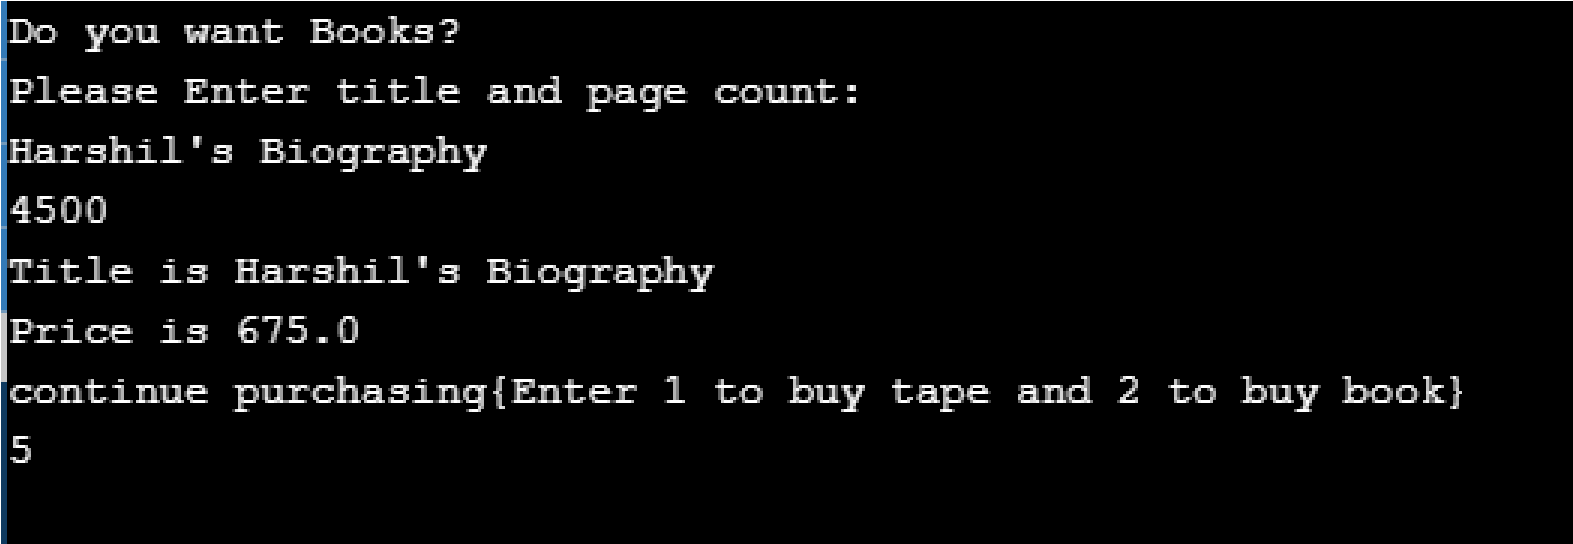 Do you want Books?
Please Enter title and page count:
Harshil's Biography
4500
Title is Harshil's Biography
Price is 675.0
continue purchasing{Enter 1 to buy tape and 2 to buy book}
5